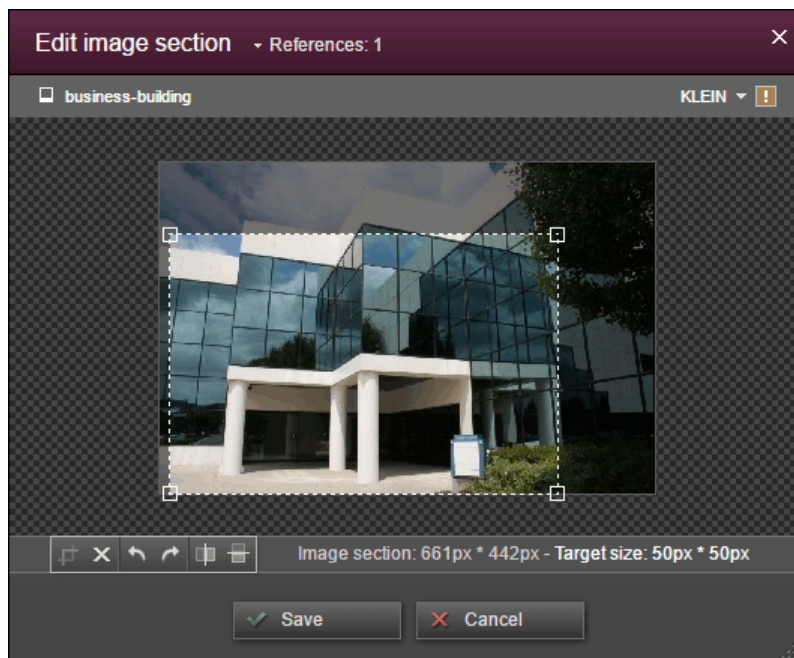 Edit image section References: 1
business-building KLEIN
Image section: 661px * 442px - Target size: 50px * 50px
Save Cancel